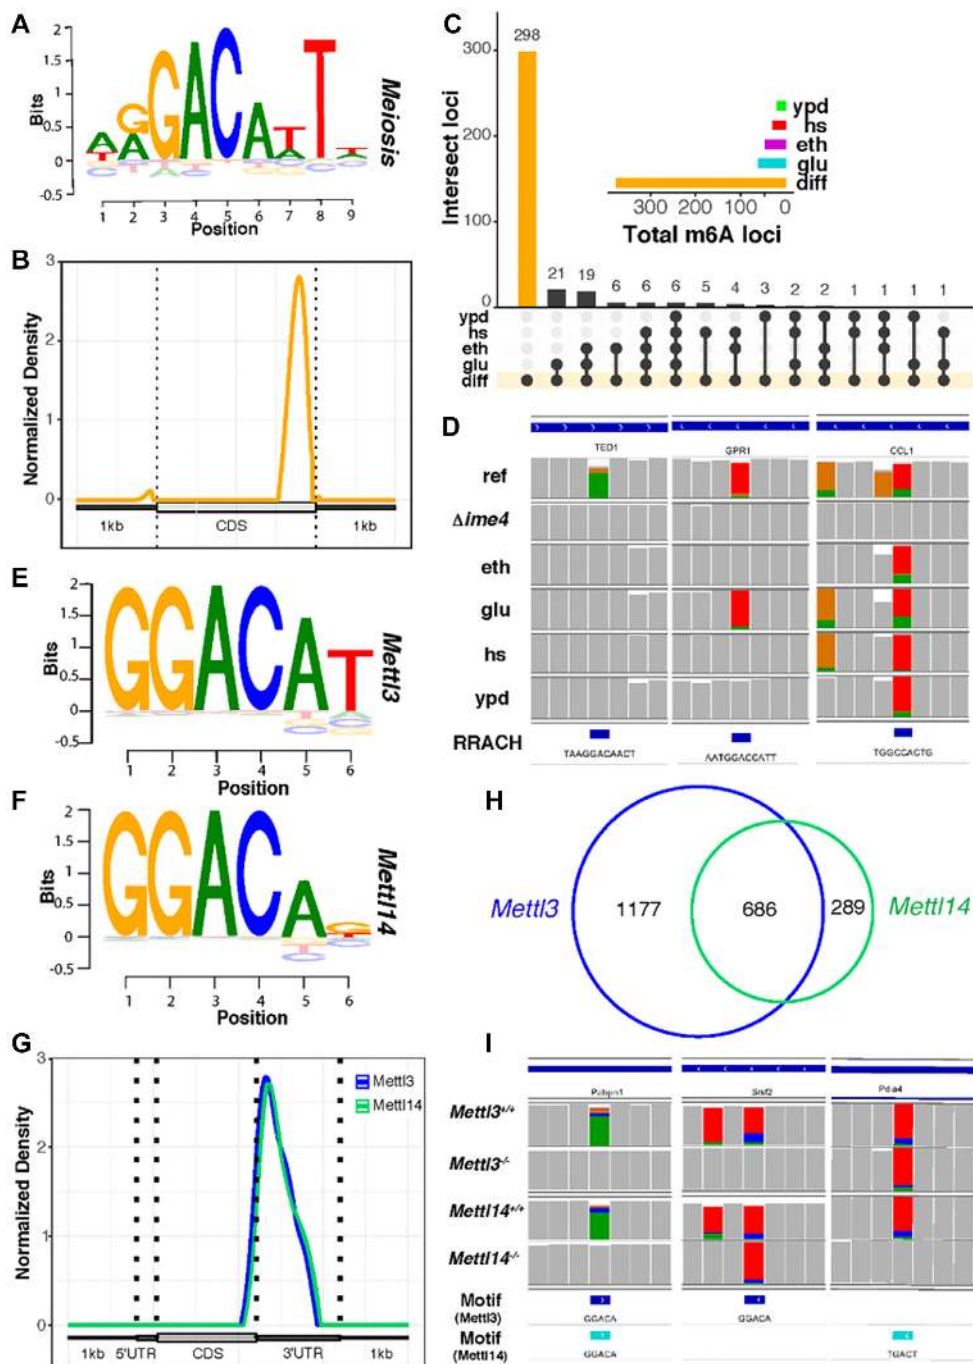 A
2
1.5
1
0.5
0
-0.5
Bits
AGGACATT
Meiosis
1 2 3 4 5 6 7 8 9
Position
B
3
2
1
0
Normalized Density
1kb CDS 1kb
C
298
300
200
100
0
Intersect loci
ypd
hs
eth
glu
diff
300 200 100 0
Total m6A loci
21 19 6 6 6 5 4 3 2 2 1 1 1 1
ypd
hs
eth
glu
diff
D
TED1 GPR1 CCL1
ref
Δime4
eth
glu
hs
ypd
RRACH
TAAGGACAACT AATGGACCATT TGGCCACTG
E
2
1.5
1
0.5
0
-0.5
Bits
GGACAT
Mettl3
1 2 3 4 5 6
Position
F
2
1.5
1
0.5
0
-0.5
Bits
GGACA
Mettl14
1 2 3 4 5 6
Position
G
3
2
1
0
Normalized Density
Mettl3
Mettl14
1kb 5'UTR CDS 3'UTR 1kb
H
Mettl3 1177 686 289 Mettl14
I
Pabpn1 Snd2 Pdia4
Mettl3+/+
Mettl3-/-
Mettl14+/+
Mettl14-/-
Motif
(Mettl3)
GGACA GGACA
Motif
(Mettl14)
GGACA TGACT